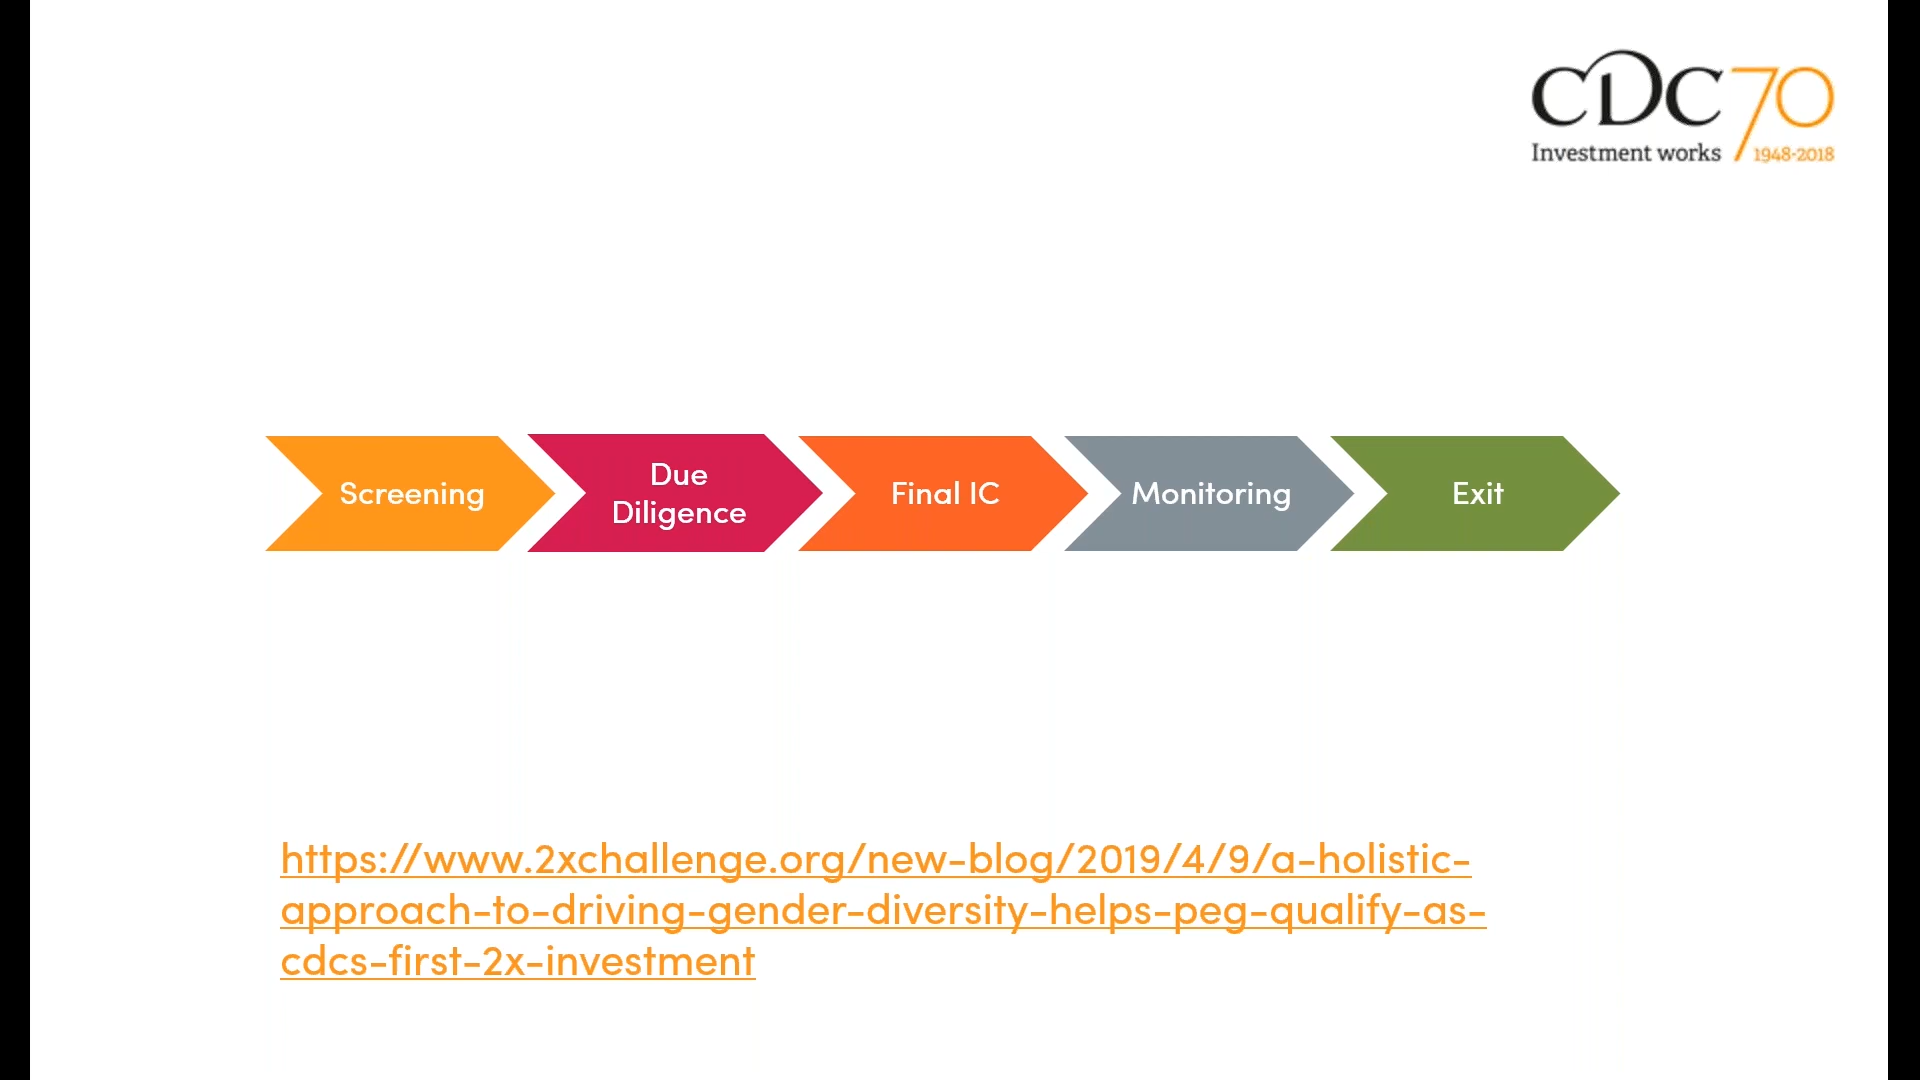 CDC70
Investment works 1948-2018
Screening
Due
Diligence
Final IC
Monitoring
Exit
https://www.2xchallenge.org/new-blog/2019/4/9/a-holistic-
approach-to-driving-gender-diversity-helps-peg-qualify-as-
cdcs-first-2x-investment